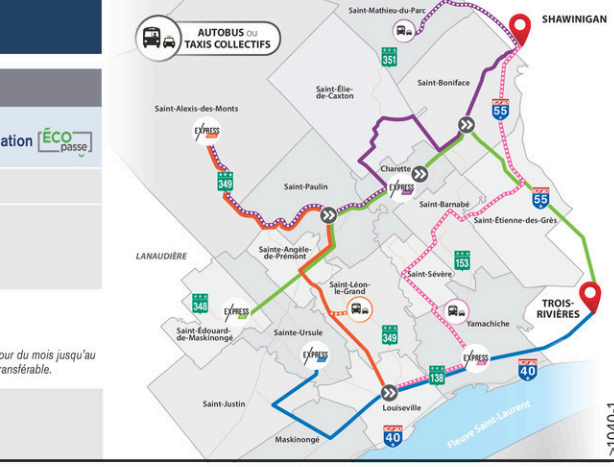 ation [ÉCO passe]
our du mois jusqu'au
ransférable.
AUTOBUS ou
TAXIS COLLECTIFS
Saint-Mathieu-du-Parc
SHAWINIGAN
351
Saint-Élie-
de-Caxton
Saint-Boniface
55
Saint-Alexis-des-Monts
EXPRESS
349
Charette
EXPRESS
Saint-Paulin
Saint-Barnabé
55
Saint-Étienne-des-Grès
LANAUDIÈRE
Sainte-Angèle-
de-Prémont
Saint-Sévère
153
Saint-Léon-
le-Grand
TROIS-
RIVIÈRES
348
EXPRESS
Saint-Édouard-
de-Maskinongé
Sainte-Ursule
349
Yamachiche
EXPRESS
EXPRESS
138
40
Saint-Justin
Louiseville
Maskinongé
40
Fleuve Saint-Laurent